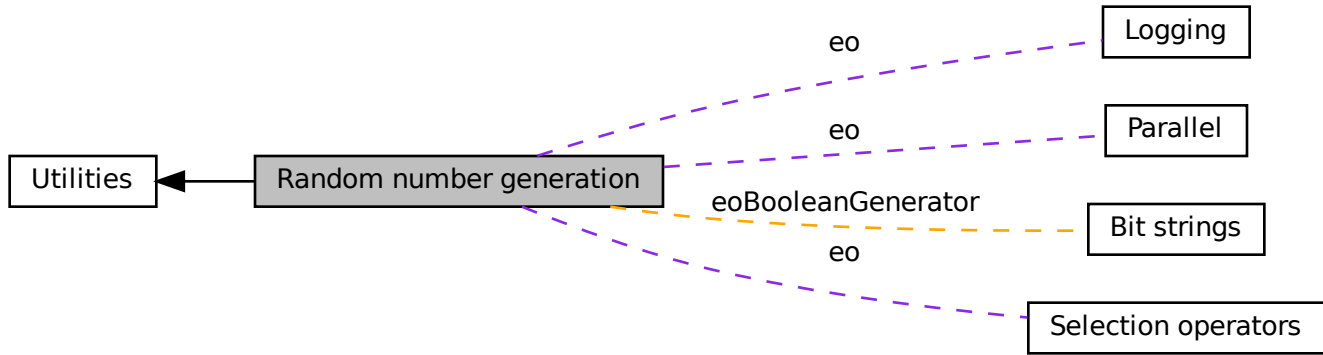 Logging
eo
Parallel
eo
Utilities
Random number generation
eoBooleanGenerator
Bit strings
eo
Selection operators